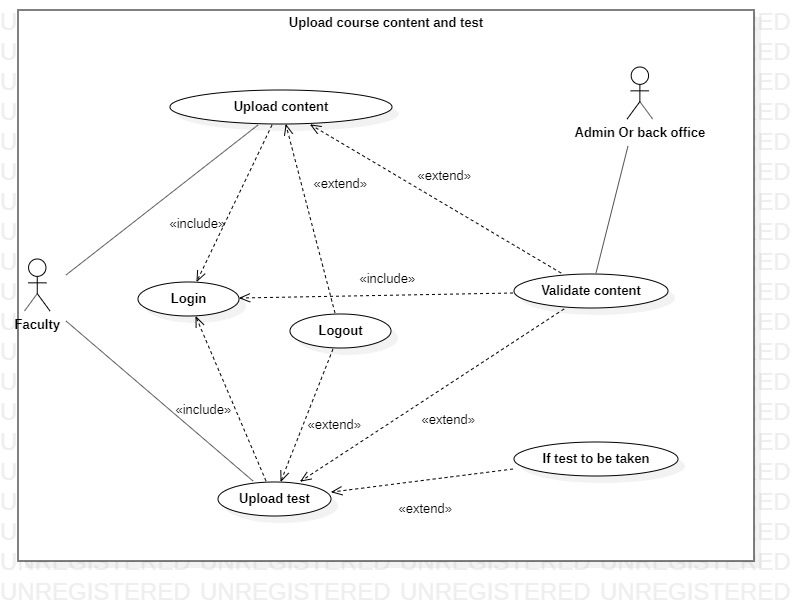 Upload course content and test
Admin Or back office
Upload content
«extend»
«extend»
«include»
Faculty
Login
«include»
Validate content
Logout
«include»
«extend»
«extend»
If test to be taken
Upload test
«extend»
UNREGISTERED UNREGISTERED UNREGISTERED UNREGISTERED